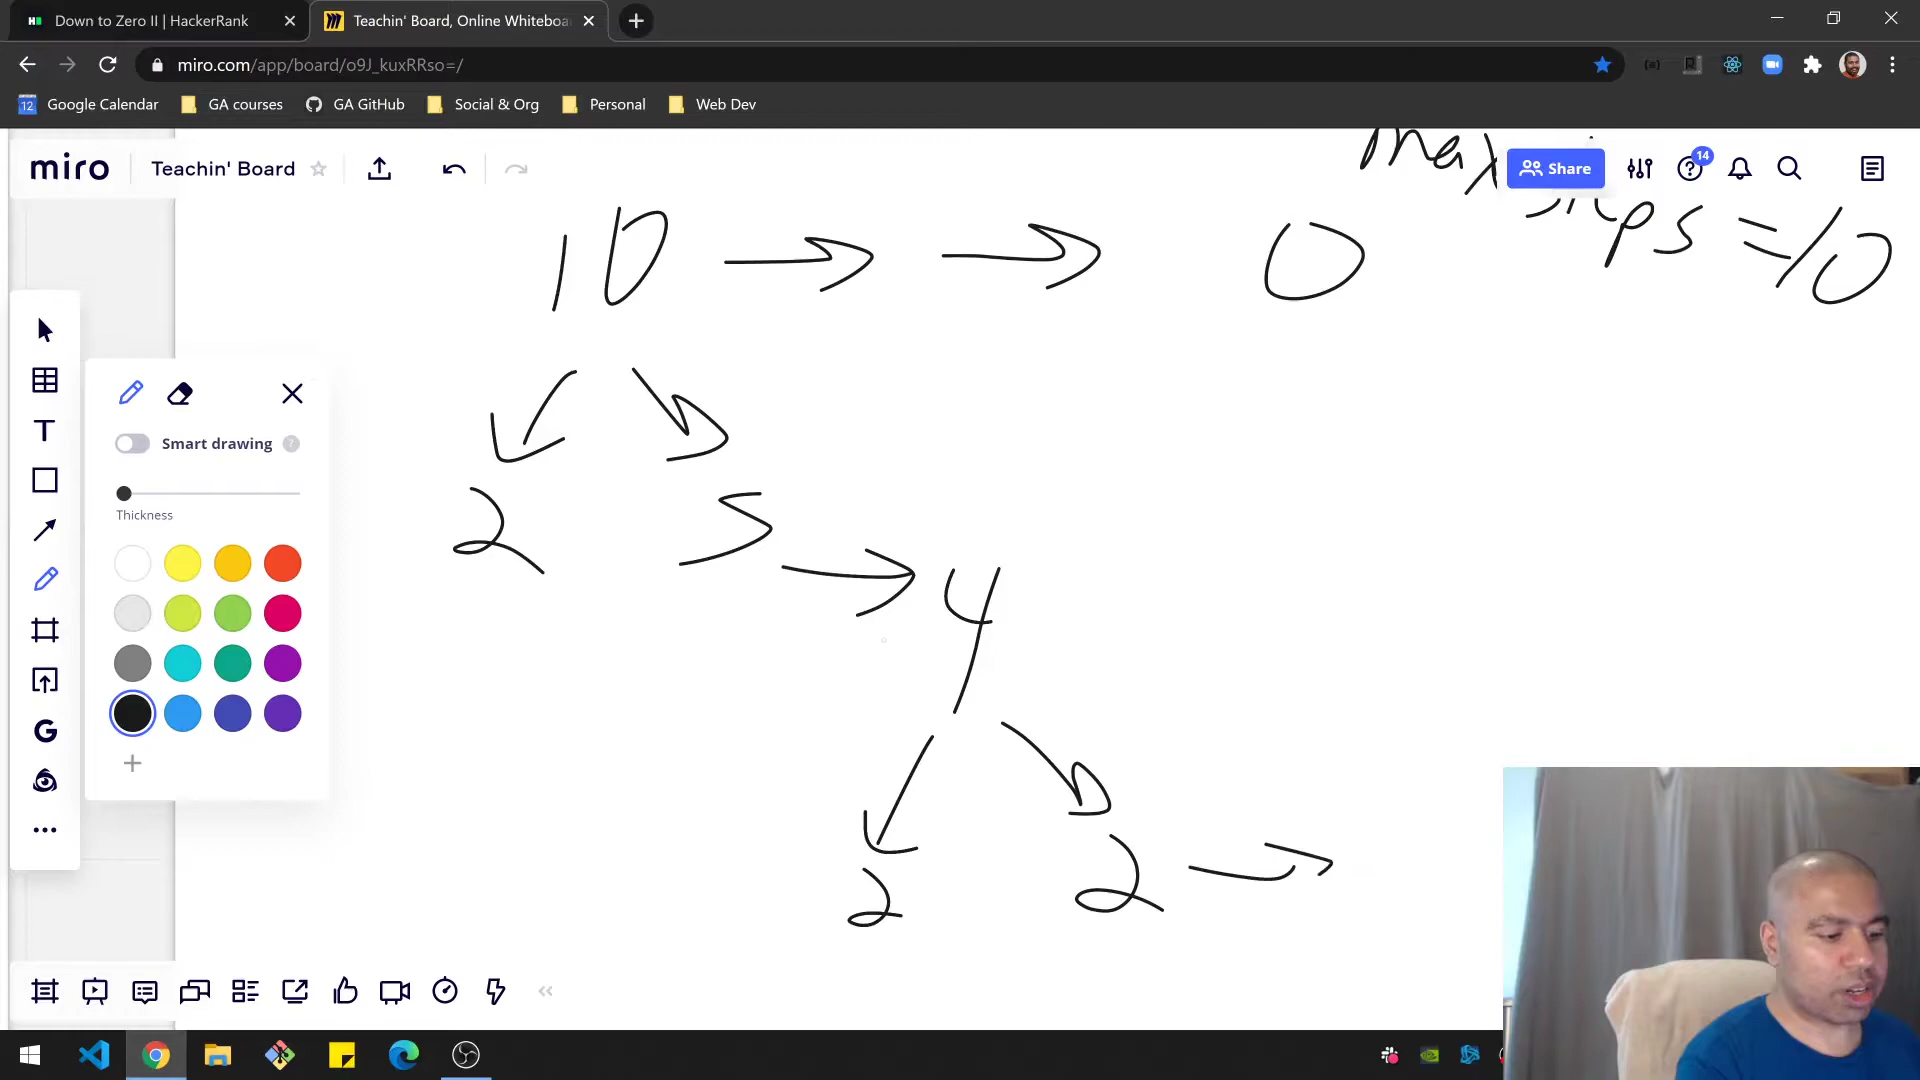 Down to Zero II | HackerRank
Teachin' Board, Online Whiteboa
miro.com/app/board/o9J_kuxRRso=/
12 Google Calendar GA courses GA GitHub Social & Org Personal Web Dev
miro Teachin' Board
Share 14
max
steps = 10
10 0
Smart drawing ?
Thickness
2 5
4
2 2
T
G